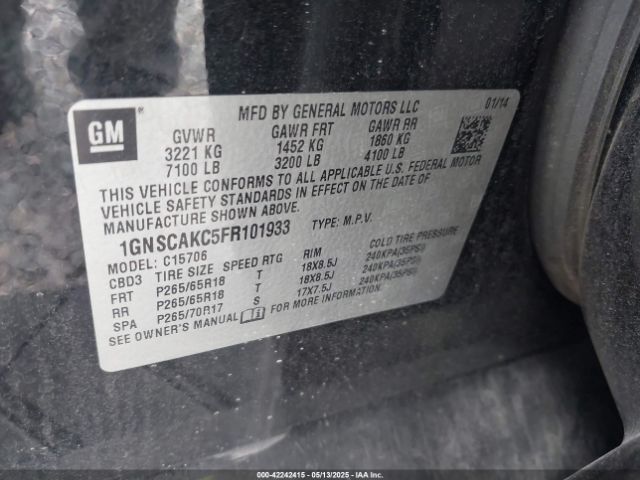 GM
MFD BY GENERAL MOTORS LLC 01/14
GVWR GAWR FRT GAWR RR
3221 KG 1452 KG 1860 KG
7100 LB 3200 LB 4100 LB
THIS VEHICLE CONFORMS TO ALL APPLICABLE U.S. FEDERAL MOTOR
VEHICLE SAFETY STANDARDS IN EFFECT ON THE DATE OF
MANUFACTURE SHOWN ABOVE.
1GNSCAKC5FR101933 TYPE: M.P.V.
MODEL: C15706
CBD3 TIRE SIZE SPEED RTG RIM COLD TIRE PRESSURE
FRT P265/65R18 T 18X8.5J 240KPA(35PSI)
RR P265/65R18 T 18X8.5J 240KPA(35PSI)
SPA P265/70R17 S 17X7.5J 240KPA(35PSI)
SEE OWNER'S MANUAL FOR MORE INFORMATION.
00-42242415 - 05/13/2025 - IAAI.COM